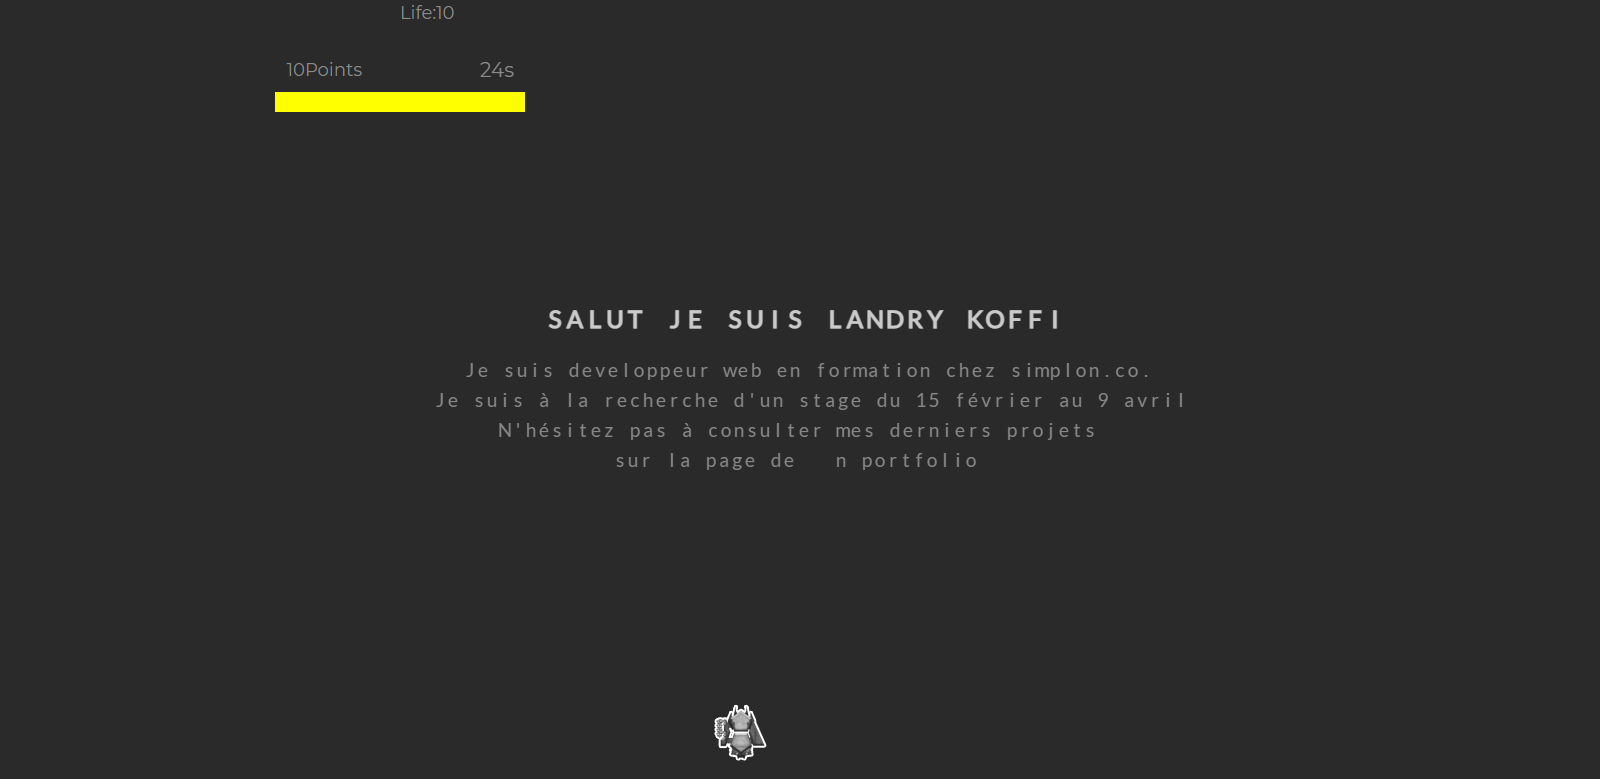 Life:10
10Points 24s
SALUT JE SUIS LANDRY KOFFI
Je suis developpeur web en formation chez simplon.co.
Je suis à la recherche d'un stage du 15 février au 9 avril
N'hésitez pas à consulter mes derniers projets
sur la page de n portfolio